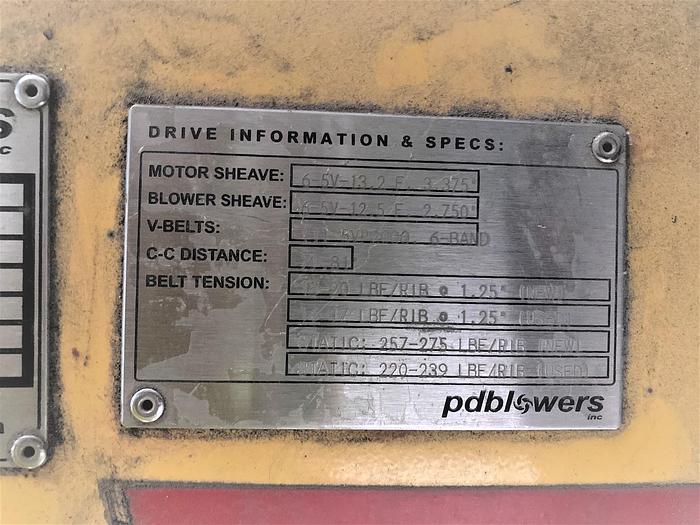 DRIVE INFORMATION & SPECS:
MOTOR SHEAVE: 6-5V-13.2 F, 3.375"
BLOWER SHEAVE: 6-5V-12.5 F, 2.750"
V-BELTS: 6-BAND
C-C DISTANCE:
BELT TENSION: LBF/RIB @ 1.25" (NEW)
LBF/RIB @ 1.25"
STATIC: 257-275 LBF/RIB (NEW)
STATIC: 220-239 LBF/RIB (USED)
pdblowers
inc